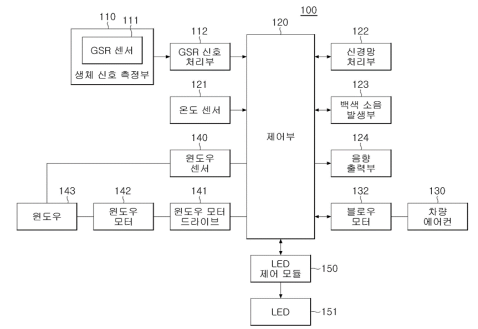 100
110
111
GSR 센서
생체 신호 측정부
112
GSR 신호
처리부
120
제어부
122
신경망
처리부
121
온도 센서
123
백색 소음
발생부
140
윈도우
센서
124
음향
출력부
143
윈도우
142
윈도우
모터
141
윈도우 모터
드라이브
132
블로우
모터
130
차량
에어컨
LED
제어 모듈
150
LED
151